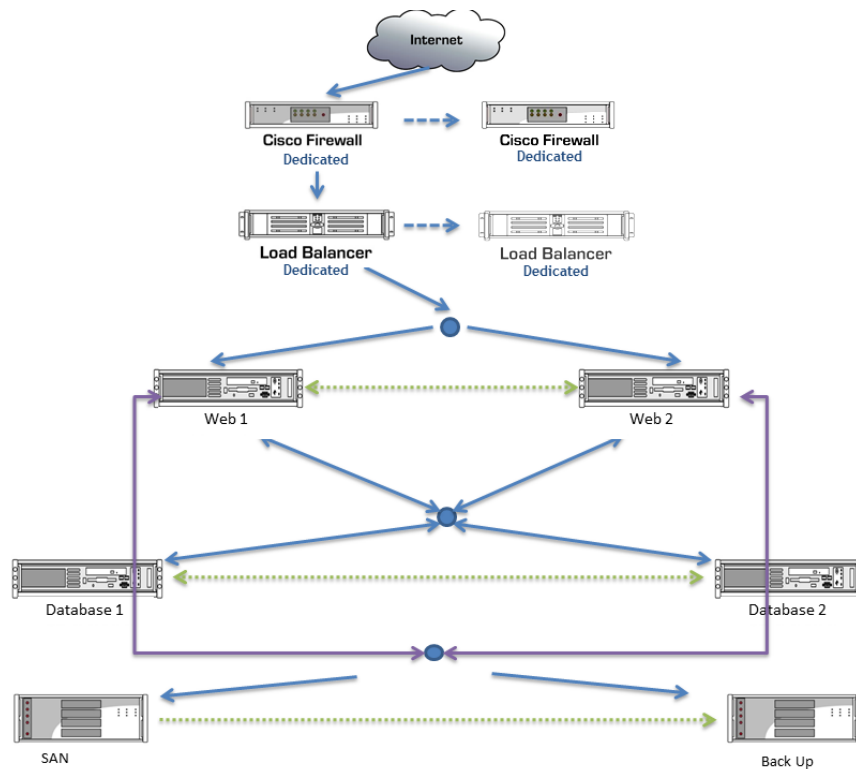 Internet
Cisco Firewall
Dedicated
Cisco Firewall
Dedicated
Load Balancer
Dedicated
Load Balancer
Dedicated
Web 1
Web 2
Database 1
Database 2
SAN
Back Up